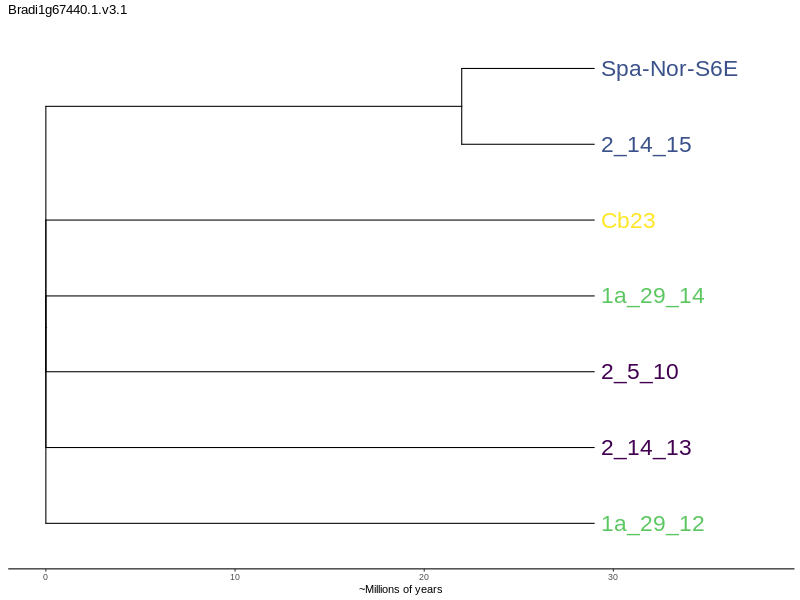 Bradi1g67440.1.v3.1
Spa-Nor-S6E
2_14_15
Cb23
1a_29_14
2_5_10
2_14_13
1a_29_12
0 10 20 30
~Millions of years